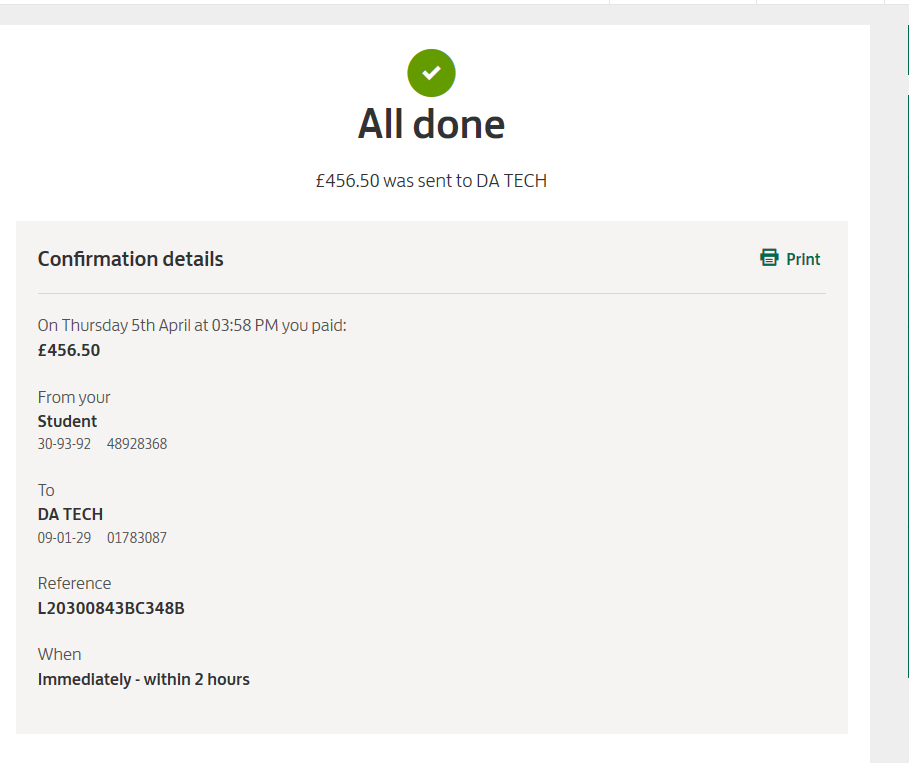 All done
£456.50 was sent to DA TECH
Confirmation details
Print
On Thursday 5th April at 03:58 PM you paid:
£456.50
From your
Student
30-93-92 48928368
To
DA TECH
09-01-29 01783087
Reference
L20300843BC348B
When
Immediately - within 2 hours